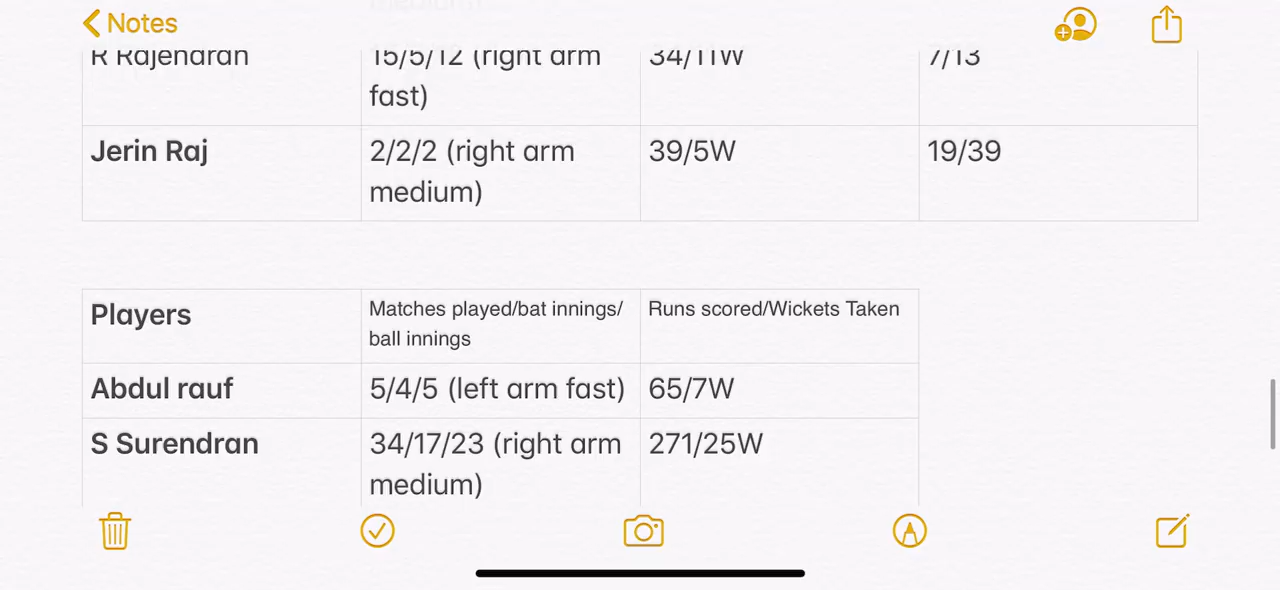 Notes
R Rajendran
15/5/12 (right arm
fast)
34/11W
7/13
Jerin Raj
2/2/2 (right arm
medium)
39/5W
19/39
Players
Matches played/bat innings/
ball innings
Runs scored/Wickets Taken
Abdul rauf
5/4/5 (left arm fast)
65/7W
S Surendran
34/17/23 (right arm
medium)
271/25W